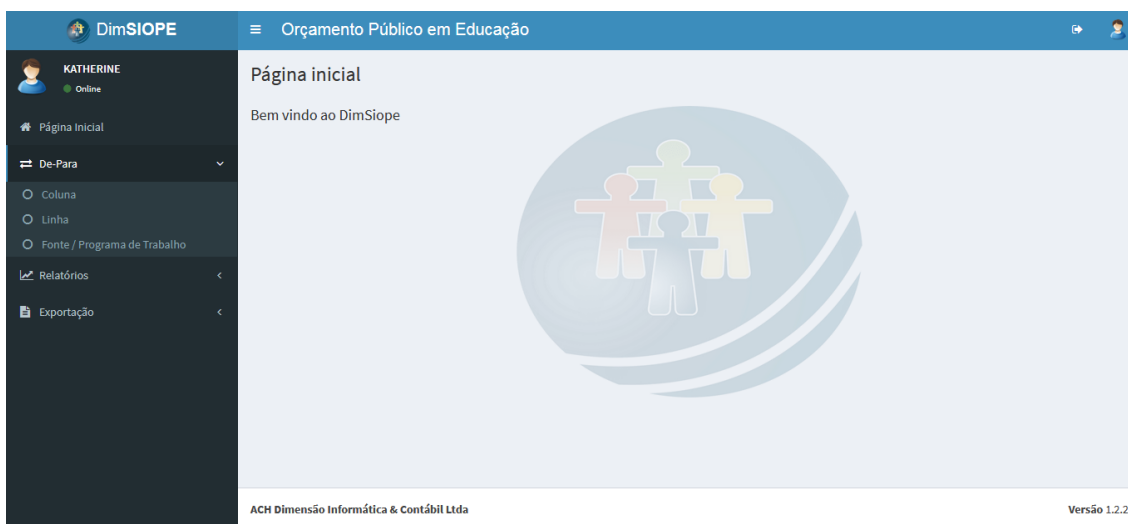 DimSIOPE
Orçamento Público em Educação
KATHERINE
Online
Página Inicial
De-Para
Coluna
Linha
Fonte / Programa de Trabalho
Relatórios
Exportação
Página inicial
Bem vindo ao DimSiope
ACH Dimensão Informática & Contábil Ltda
Versão 1.2.2